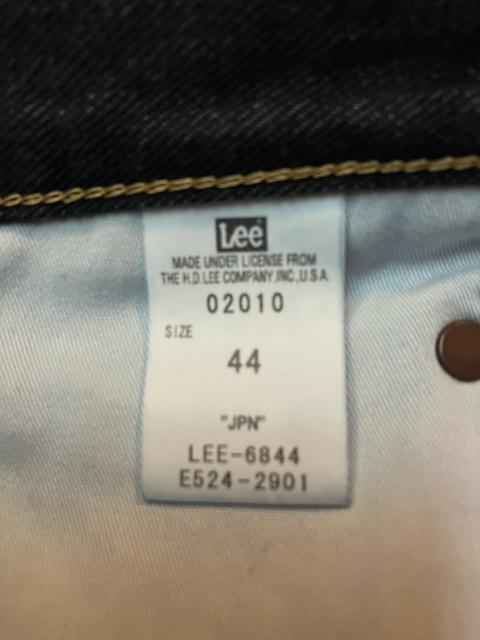 Lee
MADE UNDER LICENSE FROM
THE H.D.LEE COMPANY,INC.,U.S.A.
02010
SIZE
44
"JPN"
LEE-6844
E524-2901